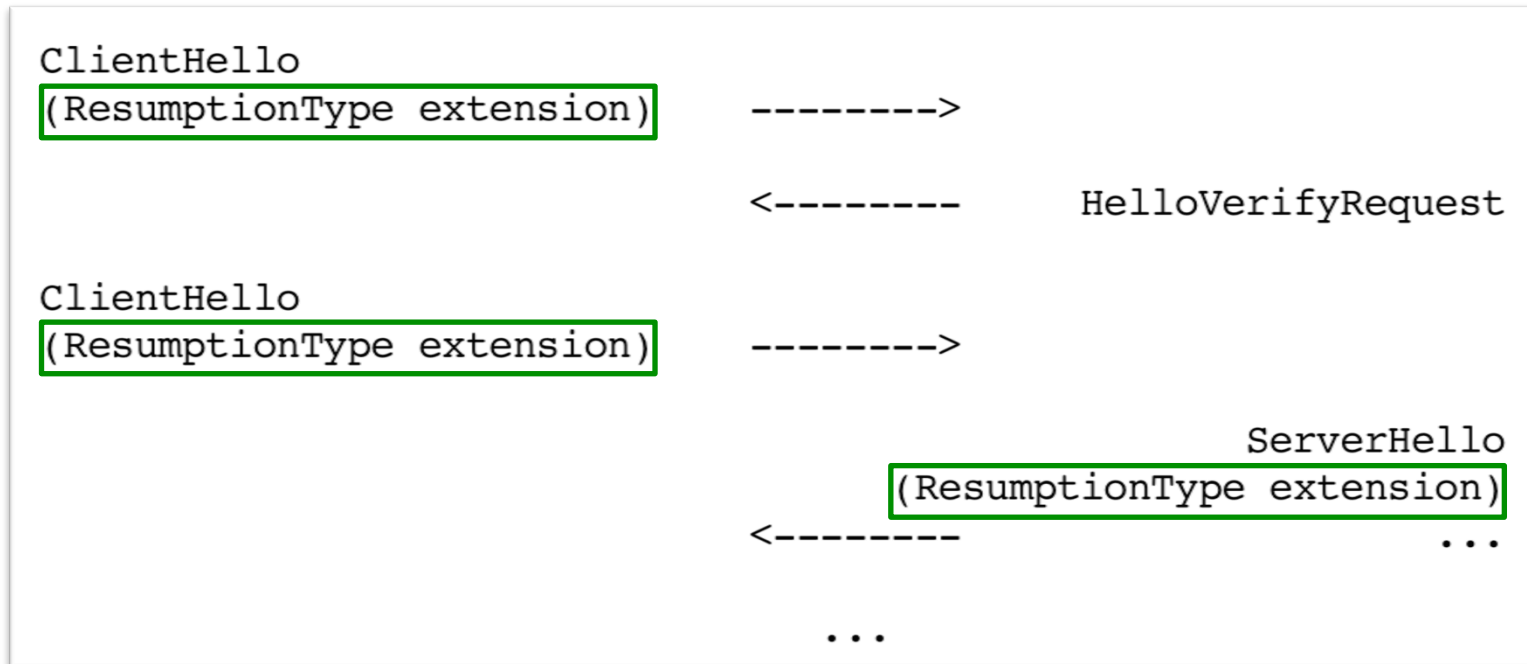 ClientHello
(ResumptionType extension) -------->
<-------- HelloVerifyRequest
ClientHello
(ResumptionType extension) -------->
ServerHello
(ResumptionType extension)
<-------- ...
...